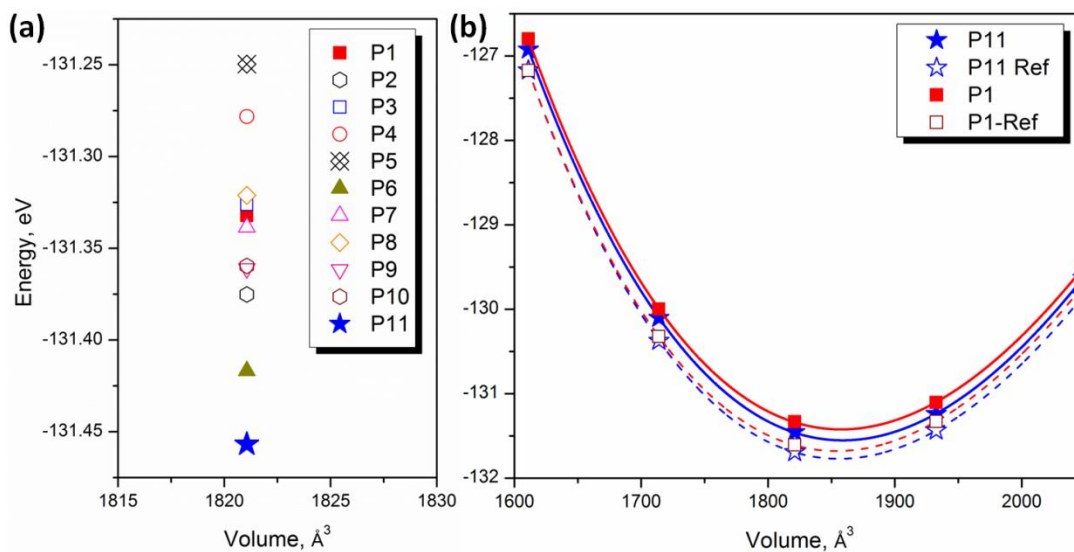 (a)
Energy, eV
-131.25
-131.30
-131.35
-131.40
-131.45
1815
1820
1825
1830
Volume, Å³
P1
P2
P3
P4
P5
P6
P7
P8
P9
P10
P11
(b)
-127
-128
-129
-130
-131
-132
1600
1700
1800
1900
2000
Volume, Å³
P11
P11 Ref
P1
P1-Ref